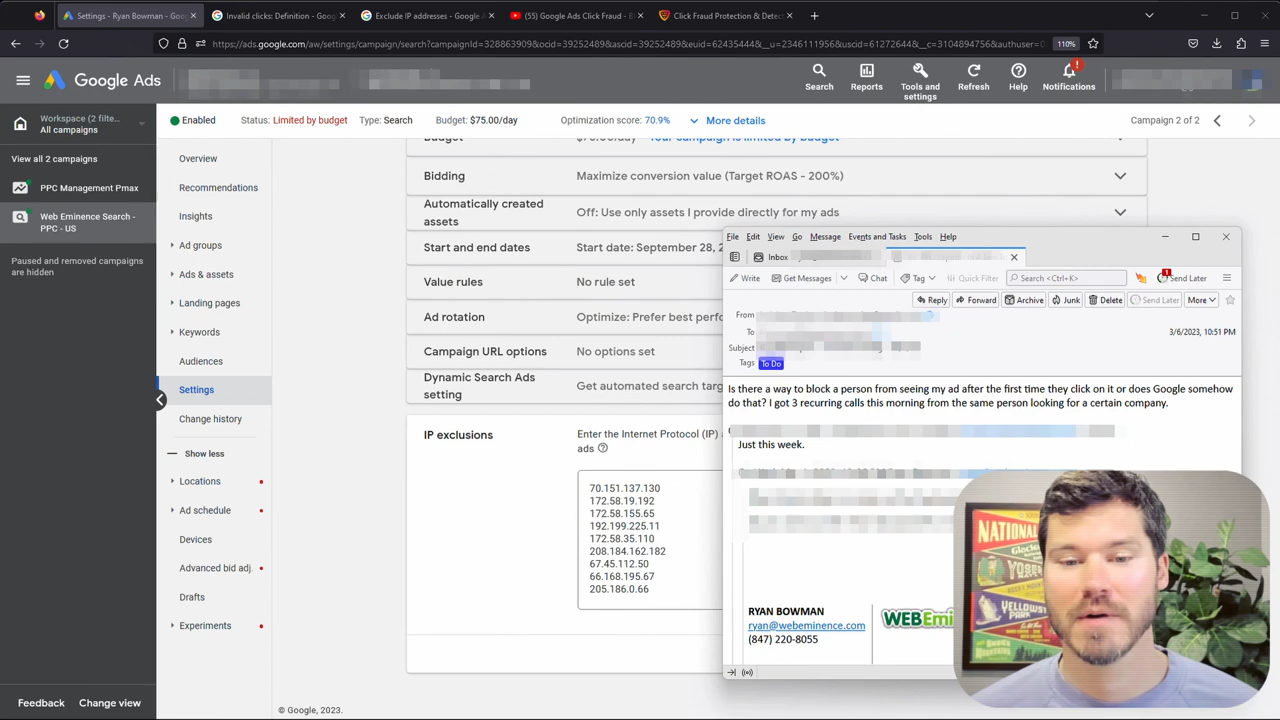 Settings - Ryan Bowman - Goo
Invalid clicks: Definition - Goog
Exclude IP addresses - Google A
(55) Google Ads Click Fraud - B
Click Fraud Protection & Detec
https://ads.google.com/aw/settings/campaign/search?campaignId=328863909&ocid=39252489&ascid=39252489&euid=62435444&__u=2346111956&uscid=61272644&__c=3104894756&authuser=0
110%
Google Ads
Search
Reports
Tools and
settings
Refresh
Help
Notifications
Workspace (2 filte...
All campaigns
View all 2 campaigns
PPC Management Pmax
Web Eminence Search -
PPC - US
Paused and removed campaigns
are hidden
Feedback
Change view
Enabled
Status: Limited by budget
Type: Search
Budget: $75.00/day
Optimization score: 70.9%
More details
Campaign 2 of 2
Overview
Recommendations
Insights
Ad groups
Ads & assets
Landing pages
Keywords
Audiences
Settings
Change history
Show less
Locations
Ad schedule
Devices
Advanced bid adj.
Drafts
Experiments
Budget
$75.00/day
Your campaign is limited by budget
Bidding
Maximize conversion value (Target ROAS - 200%)
Automatically created
assets
Off: Use only assets I provide directly for my ads
Start and end dates
Start date: September 28, 2
Value rules
No rule set
Ad rotation
Optimize: Prefer best perfo
Campaign URL options
No options set
Dynamic Search Ads
setting
Get automated search targ
IP exclusions
Enter the Internet Protocol (IP) a
ads
70.151.137.130
172.58.19.192
172.58.155.65
192.199.225.11
172.58.35.110
208.184.162.182
67.45.112.50
66.168.195.67
205.186.0.66
© Google, 2023.
File Edit View Go Message Events and Tasks Tools Help
Inbox
Write
Get Messages
Chat
Tag
Quick Filter
Search <Ctrl+K>
1
Send Later
Reply
Forward
Archive
Junk
Delete
Send Later
More
From
To
3/6/2023, 10:51 PM
Subject
Tags To Do
Is there a way to block a person from seeing my ad after the first time they click on it or does Google somehow
do that? I got 3 recurring calls this morning from the same person looking for a certain company.
Just this week.
RYAN BOWMAN
ryan@webeminence.com
(847) 220-8055
WEBEmi
NATIONAL
Glacier
YELLOWST
PARK